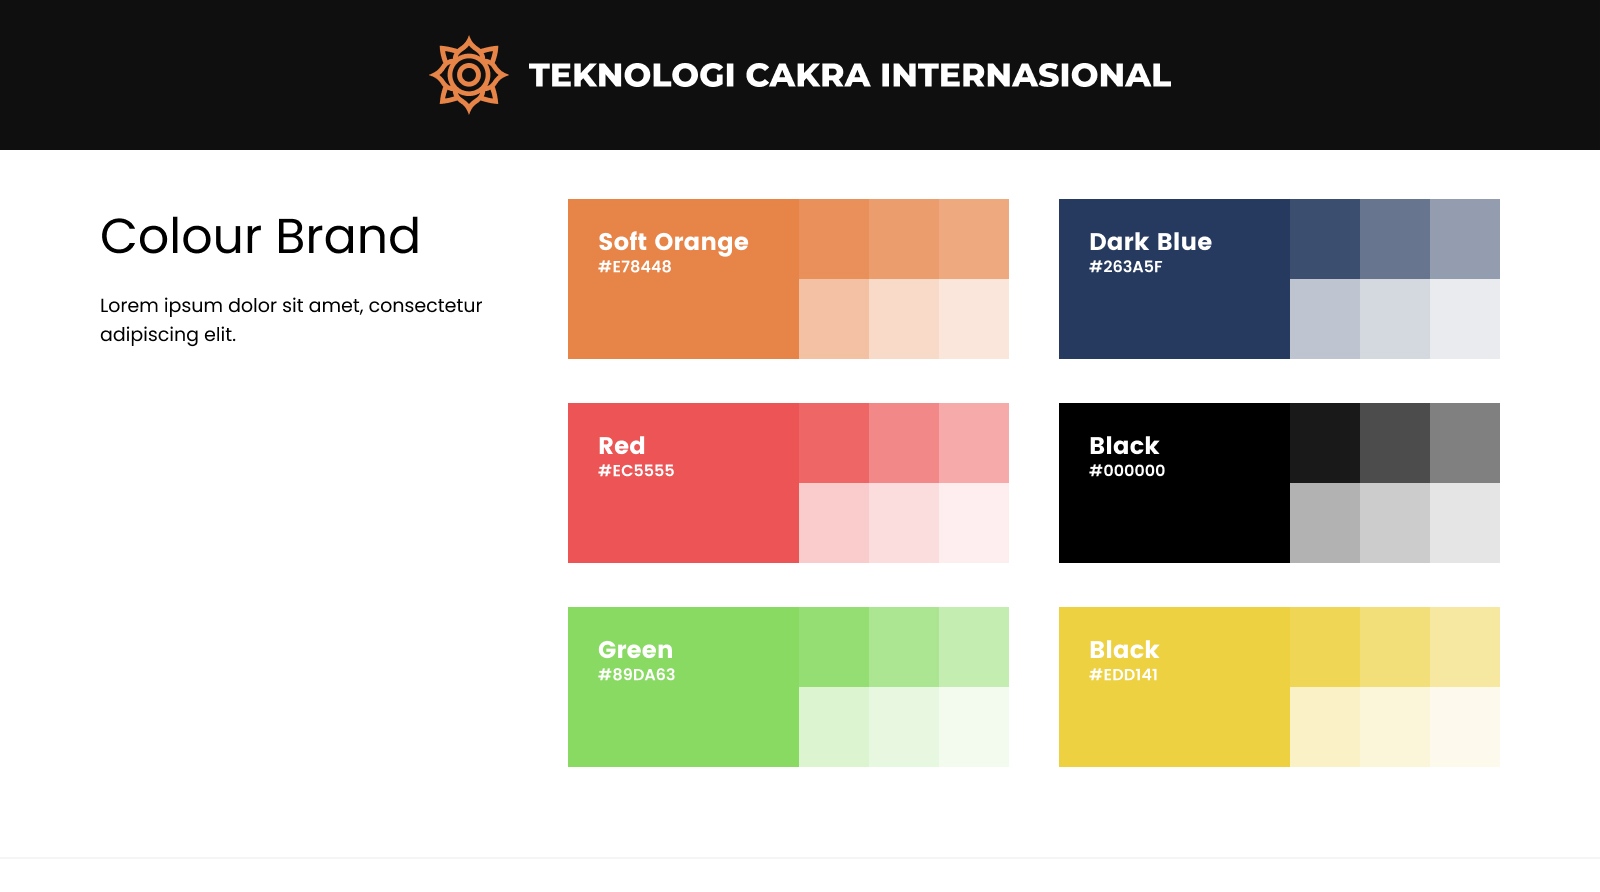 TEKNOLOGI CAKRA INTERNASIONAL
Colour Brand
Lorem ipsum dolor sit amet, consectetur
adipiscing elit.
Soft Orange
#E78448
Dark Blue
#263A5F
Red
#EC5555
Black
#000000
Green
#89DA63
Black
#EDD141